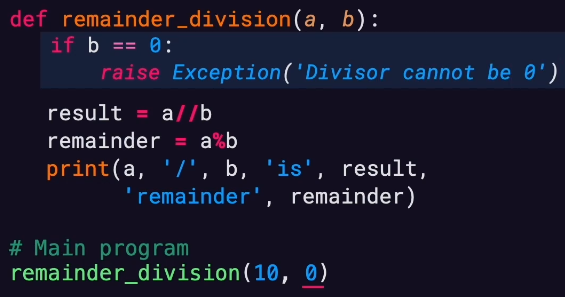 def remainder_division(a, b):
    if b == 0:
        raise Exception('Divisor cannot be 0')
    result = a//b
    remainder = a%b
    print(a, '/', b, 'is', result,
          'remainder', remainder)
# Main program
remainder_division(10, 0)